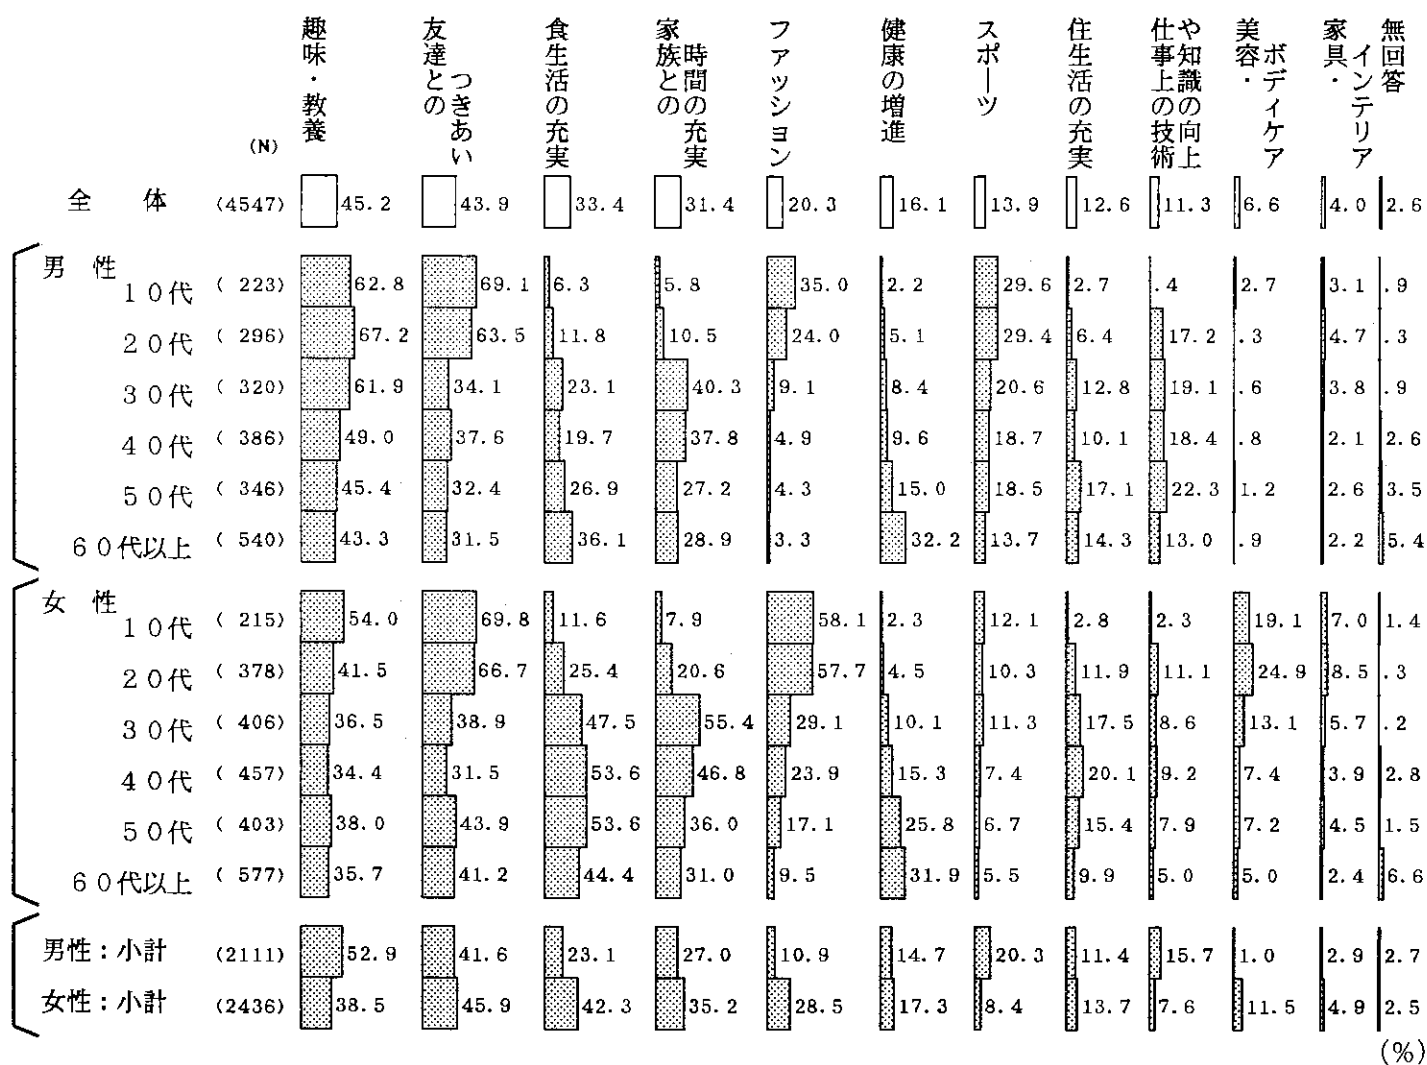 (N) 趣味・教養 友達とのつきあい 食生活の充実 家族との時間の充実 ファッション 健康の増進 スポーツ 住生活の充実 仕事上の技術や知識の向上 美容・ボディケア 家具・インテリア 無回答
全体 (4547) 45.2 43.9 33.4 31.4 20.3 16.1 13.9 12.6 11.3 6.6 4.0 2.6
男性
10代 ( 223) 62.8 69.1 6.3 5.8 35.0 2.2 29.6 2.7 .4 2.7 3.1 .9
20代 ( 296) 67.2 63.5 11.8 10.5 24.0 5.1 29.4 6.4 17.2 .3 4.7 .3
30代 ( 320) 61.9 34.1 23.1 40.3 9.1 8.4 20.6 12.8 19.1 .6 3.8 .9
40代 ( 386) 49.0 37.6 19.7 37.8 4.9 9.6 18.7 10.1 18.4 .8 2.1 2.6
50代 ( 346) 45.4 32.4 26.9 27.2 4.3 15.0 18.5 17.1 22.3 1.2 2.6 3.5
60代以上 ( 540) 43.3 31.5 36.1 28.9 3.3 32.2 13.7 14.3 13.0 .9 2.2 5.4
女性
10代 ( 215) 54.0 69.8 11.6 7.9 58.1 2.3 12.1 2.8 2.3 19.1 7.0 1.4
20代 ( 378) 41.5 66.7 25.4 20.6 57.7 4.5 10.3 11.9 11.1 24.9 8.5 .3
30代 ( 406) 36.5 38.9 47.5 55.4 29.1 10.1 11.3 17.5 8.6 13.1 5.7 .2
40代 ( 457) 34.4 31.5 53.6 46.8 23.9 15.3 7.4 20.1 9.2 7.4 3.9 2.8
50代 ( 403) 38.0 43.9 53.6 36.0 17.1 25.8 6.7 15.4 7.9 7.2 4.5 1.5
60代以上 ( 577) 35.7 41.2 44.4 31.0 9.5 31.9 5.5 9.9 5.0 5.0 2.4 6.6
男性:小計 (2111) 52.9 41.6 23.1 27.0 10.9 14.7 20.3 11.4 15.7 1.0 2.9 2.7
女性:小計 (2436) 38.5 45.9 42.3 35.2 28.5 17.3 8.4 13.7 7.6 11.5 4.9 2.5
(%)